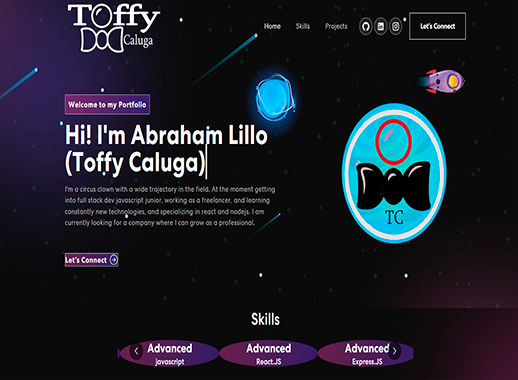 Toffy
Caluga
Home Skills Projects
Let's Connect
Welcome to my Portfolio
Hi! I'm Abraham Lillo
(Toffy Caluga)
I'm a circus clown with a wide trajectory in the field. At the moment getting
into full stack dev javascript junior, working as a freelancer, and learning
constantly new technologies, and specializing in react and nodejs. I am
currently looking for a company where I can grow as a professional.
TC
Let's Connect
Skills
Advanced Advanced Advanced
javascript React.JS Express.JS